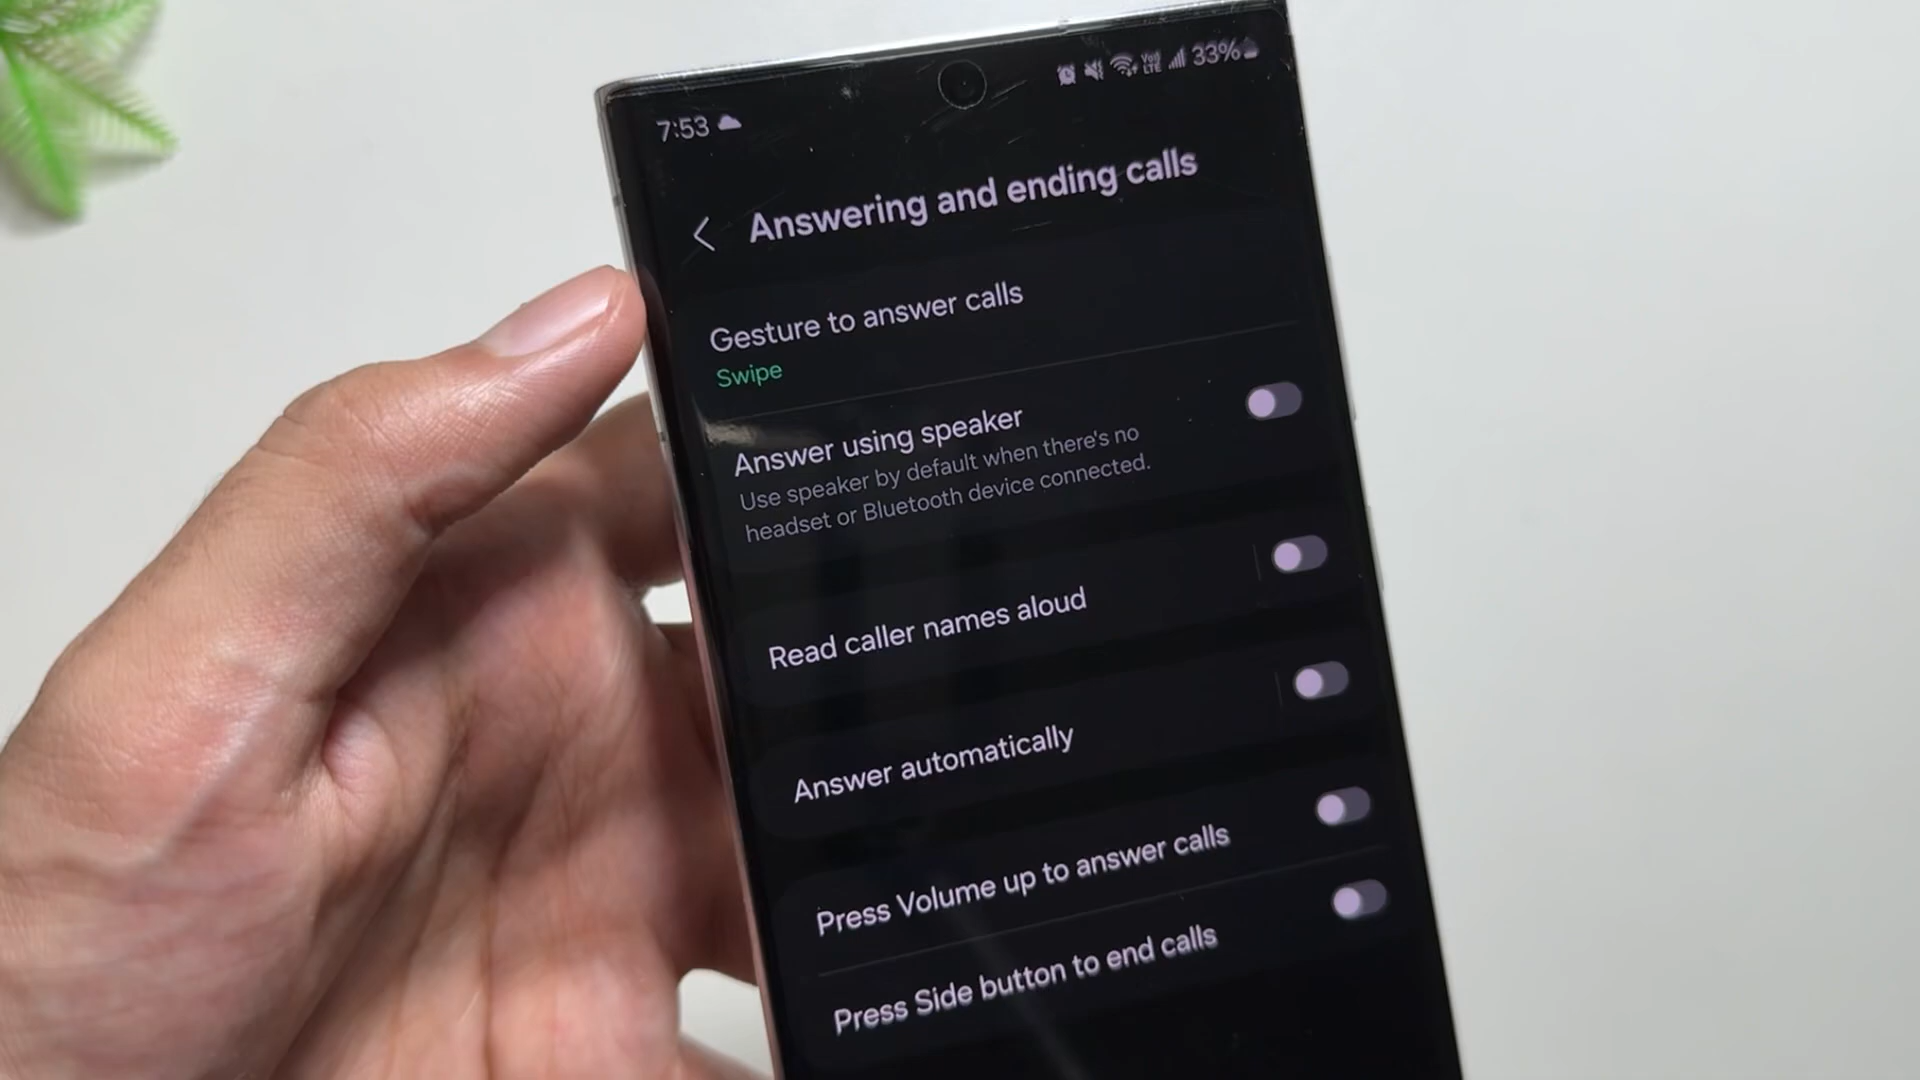 7:53 Vo) LTE 33%
Answering and ending calls
Gesture to answer calls
Swipe
Answer using speaker
Use speaker by default when there's no
headset or Bluetooth device connected.
Read caller names aloud
Answer automatically
Press Volume up to answer calls
Press Side button to end calls